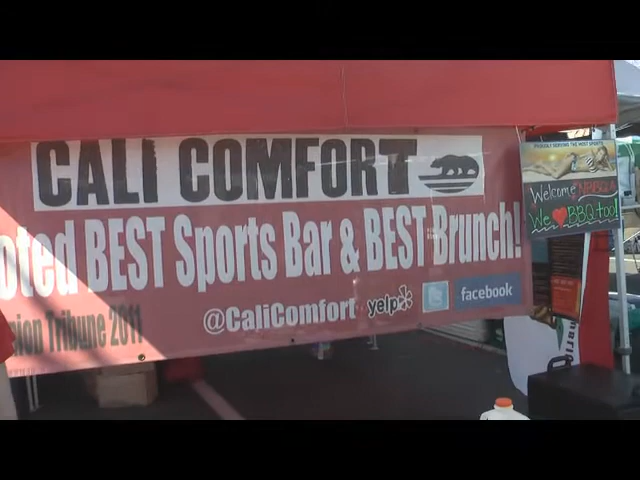 CALI COMFORT
oted BEST Sports Bar & BEST Brunch!
ion Tribune 2011
@CaliComfort
yelp
facebook
PROUDLY SERVING THE MOST SPORTS
Welcome NBBQA
We ❤ BBQ too!